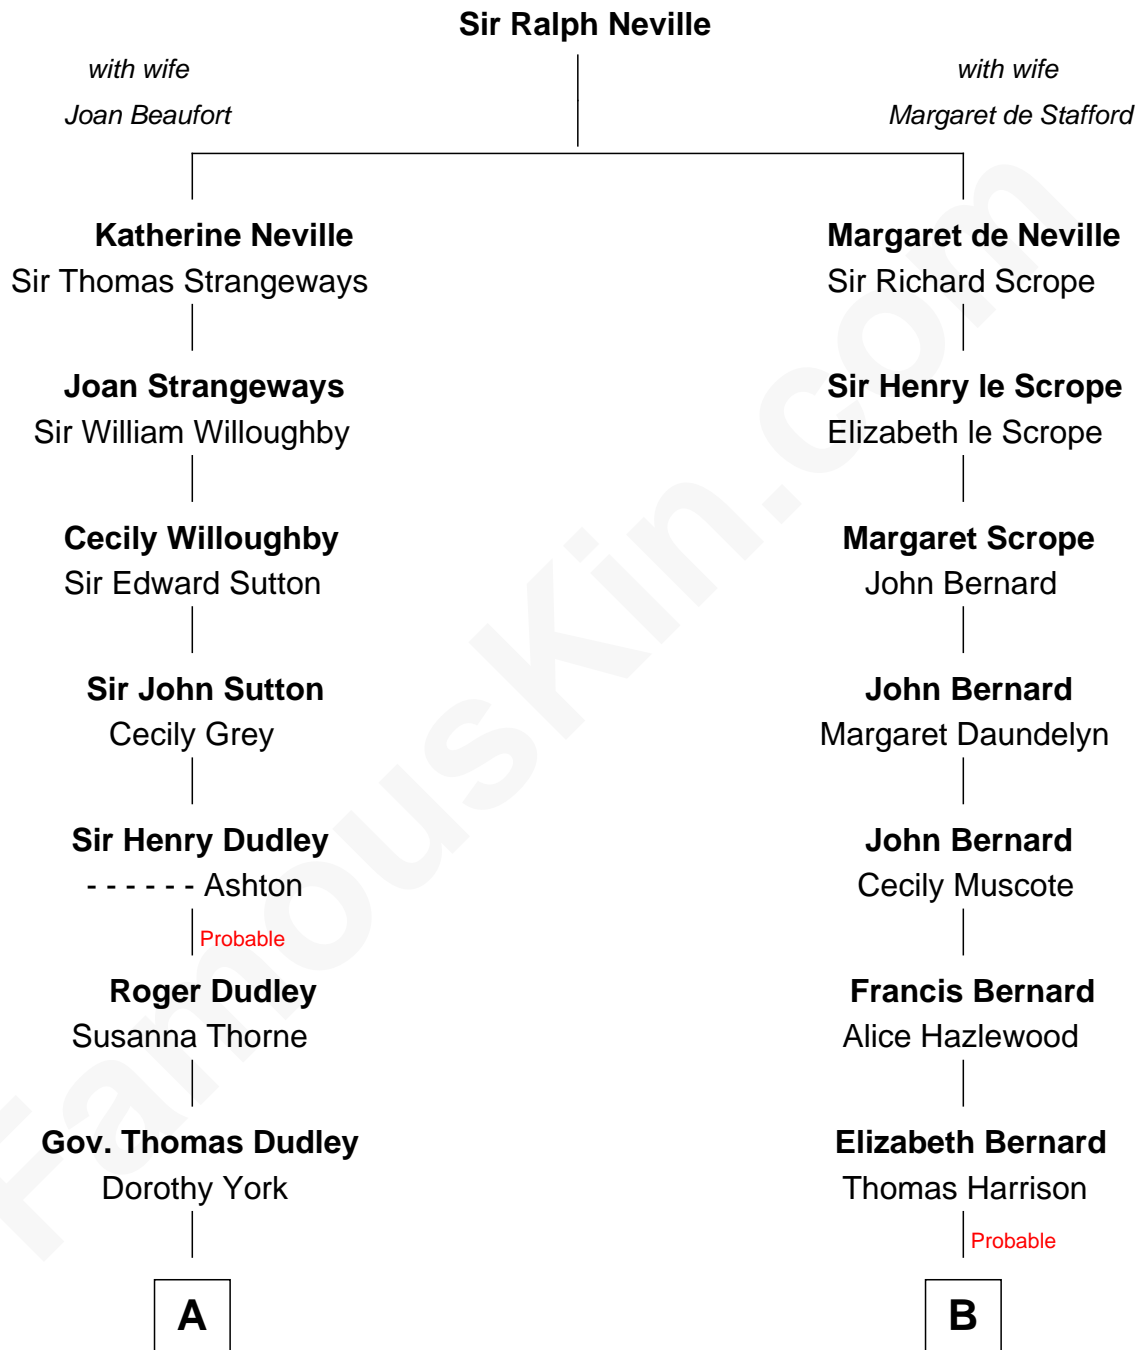 Sir Ralph Neville
with wife
Joan Beaufort
with wife
Margaret de Stafford
Katherine Neville
Sir Thomas Strangeways
Margaret de Neville
Sir Richard Scrope
Joan Strangeways
Sir William Willoughby
Sir Henry le Scrope
Elizabeth le Scrope
Cecily Willoughby
Sir Edward Sutton
Margaret Scrope
John Bernard
Sir John Sutton
Cecily Grey
John Bernard
Margaret Daundelyn
Sir Henry Dudley
- - - - - - Ashton
Probable
John Bernard
Cecily Muscote
Roger Dudley
Susanna Thorne
Francis Bernard
Alice Hazlewood
Gov. Thomas Dudley
Dorothy York
Elizabeth Bernard
Thomas Harrison
Probable
A
B
FamousKin.com